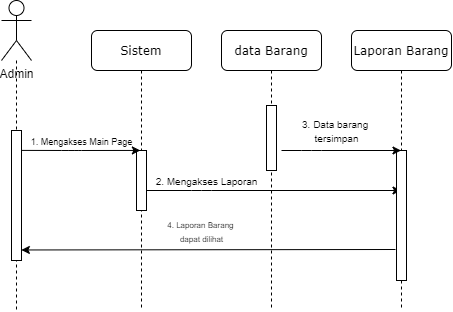 Sistem
data Barang
Laporan Barang
Admin
3. Data barang
tersimpan
1. Mengakses Main Page
2. Mengakses Laporan
4. Laporan Barang
dapat dilihat